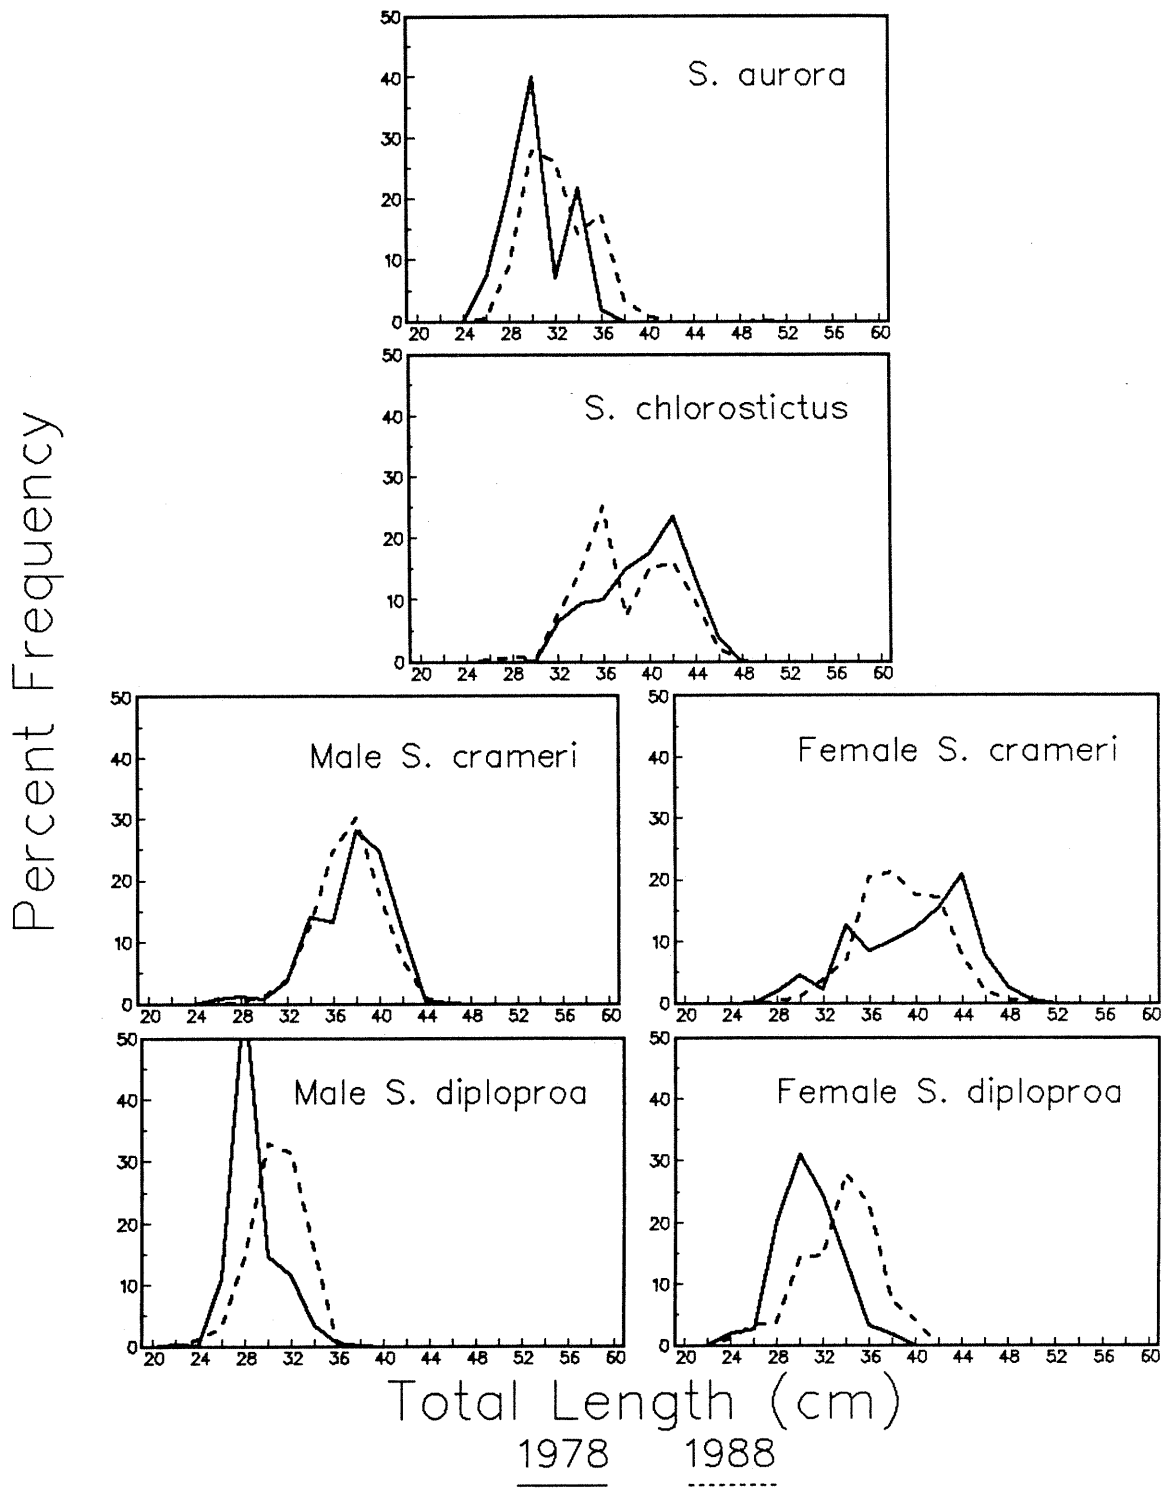 Percent Frequency
50
40
30
20
10
0
S. aurora
20 24 28 30 32 36 40 44 48 52 56 60
50
40
30
20
10
0
S. chlorostictus
20 24 28 32 36 40 44 48 52 56 60
50
40
30
20
10
0
Male S. crameri
20 24 28 32 36 40 44 48 52 56 60
50
40
30
20
10
0
Female S. crameri
20 24 28 32 36 40 44 48 52 56 60
50
40
30
20
10
0
Male S. diploproa
20 24 28 32 36 40 44 48 52 56 60
50
40
30
20
10
0
Female S. diploproa
20 24 28 32 36 40 44 48 52 56 60
Total Length (cm)
1978 1988